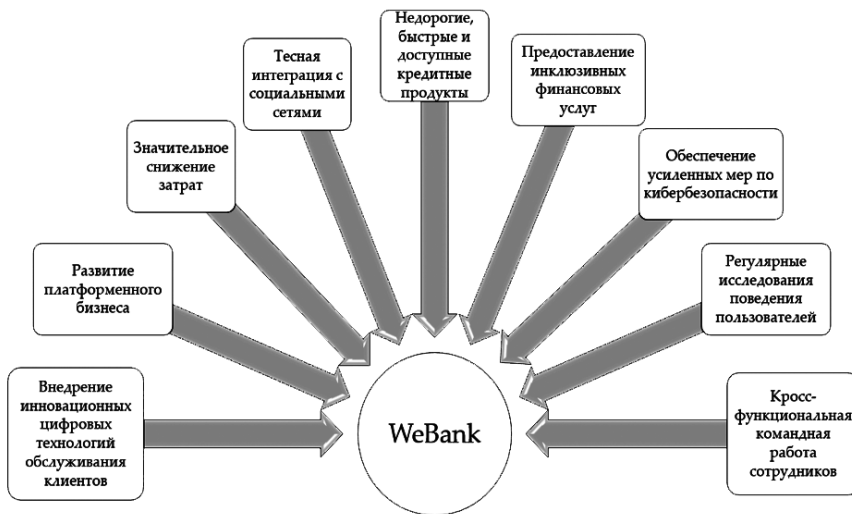 Недорогие,
быстрые и
доступные
кредитные
продукты
Тесная
интеграция с
социальными
сетями
Предоставление
инклюзивных
финансовых
услуг
Значительное
снижение
затрат
Обеспечение
усиленных мер по
кибербезопасности
Развитие
платформенного
бизнеса
Регулярные
исследования
поведения
пользователей
Внедрение
инновационных
цифровых
технологий
обслуживания
клиентов
WeBank
Кросс-
функциональная
командная
работа
сотрудников